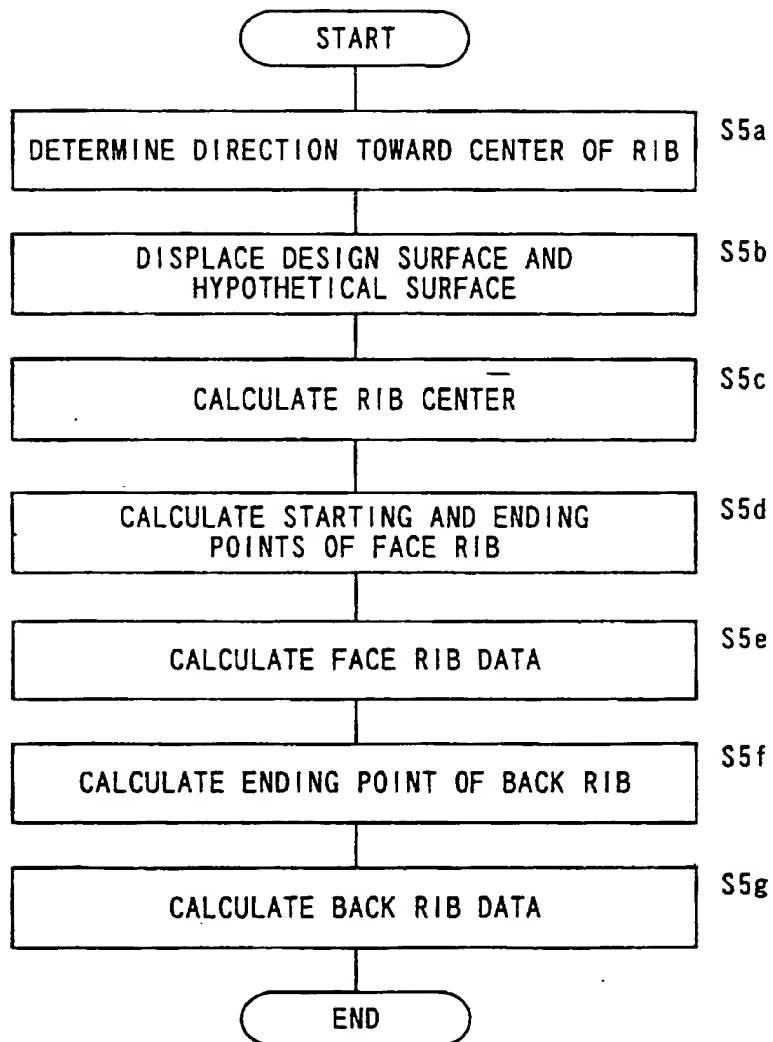 START
S5a
DETERMINE DIRECTION TOWARD CENTER OF RIB
S5b
DISPLACE DESIGN SURFACE AND
HYPOTHETICAL SURFACE
S5c
CALCULATE RIB CENTER
S5d
CALCULATE STARTING AND ENDING
POINTS OF FACE RIB
S5e
CALCULATE FACE RIB DATA
S5f
CALCULATE ENDING POINT OF BACK RIB
S5g
CALCULATE BACK RIB DATA
END